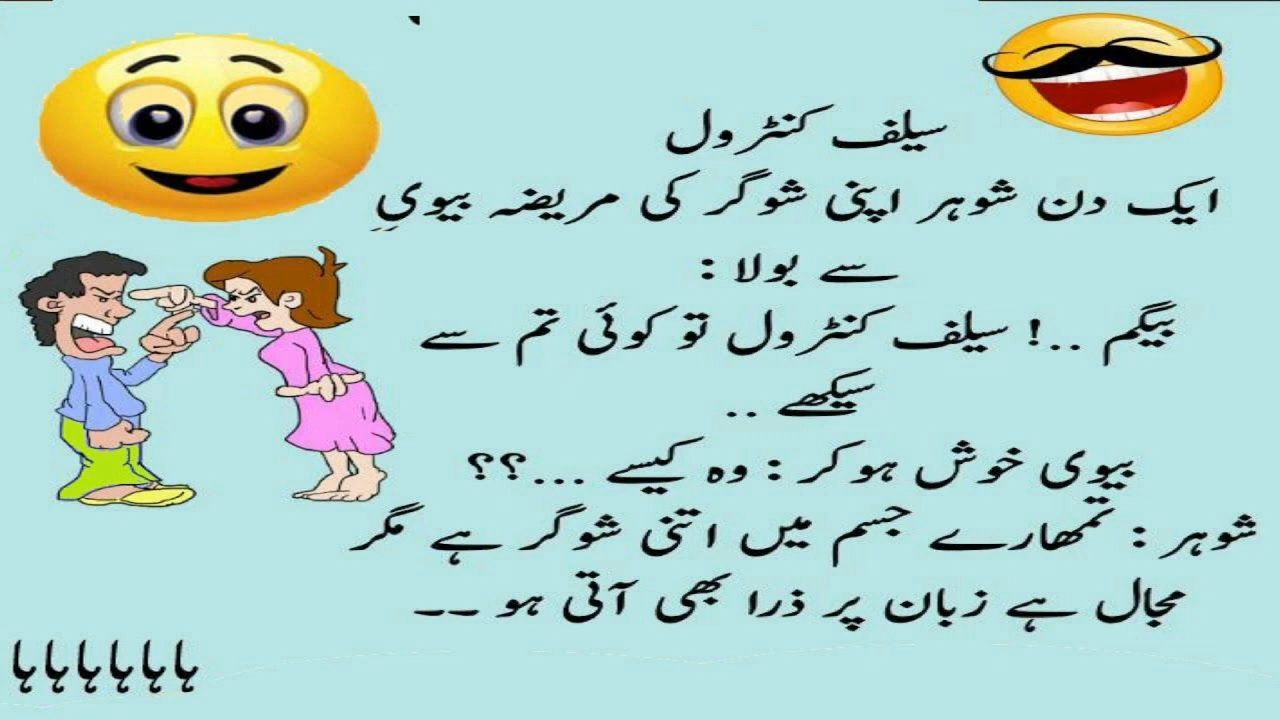 سیلف کنٹرول
ایک دن شوہر اپنی شوگر کی مریضہ بیوی
سے بولا :
بیگم ..! سیلف کنٹرول تو کوئی تم سے
سیکھے ..
بیوی خوش ہوکر : وہ کیسے ...؟؟
شوہر : تمھارے جسم میں اتنی شوگر ہے مگر
مجال ہے زبان پر ذرا بھی آتی ہو ۔۔
ہاہاہاہاہاہا